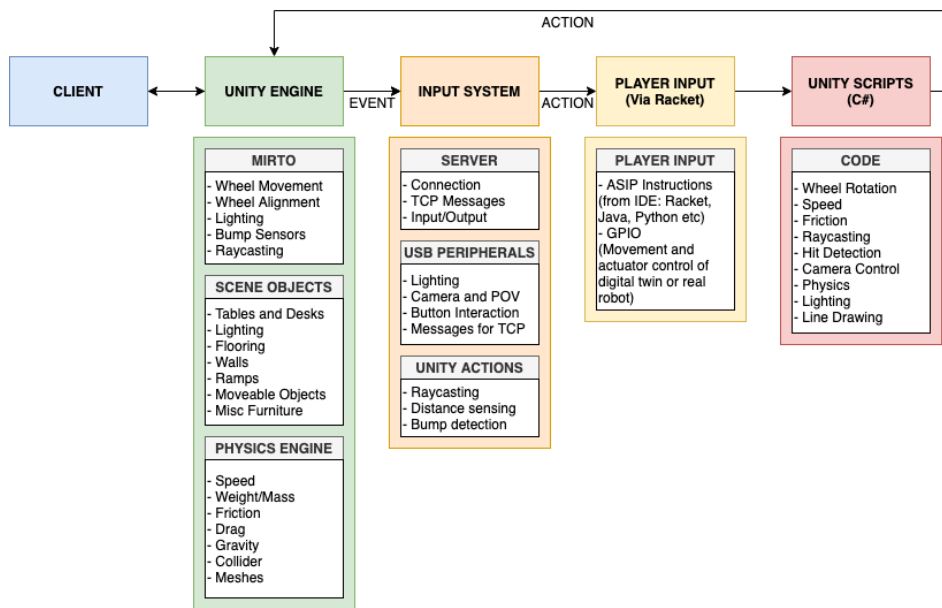 ACTION
CLIENT
UNITY ENGINE
EVENT
INPUT SYSTEM
ACTION
PLAYER INPUT
(Via Racket)
UNITY SCRIPTS
(C#)
MIRTO
- Wheel Movement
- Wheel Alignment
- Lighting
- Bump Sensors
- Raycasting
SCENE OBJECTS
- Tables and Desks
- Lighting
- Flooring
- Walls
- Ramps
- Moveable Objects
- Misc Furniture
PHYSICS ENGINE
- Speed
- Weight/Mass
- Friction
- Drag
- Gravity
- Collider
- Meshes
SERVER
- Connection
- TCP Messages
- Input/Output
USB PERIPHERALS
- Lighting
- Camera and POV
- Button Interaction
- Messages for TCP
UNITY ACTIONS
- Raycasting
- Distance sensing
- Bump detection
PLAYER INPUT
- ASIP Instructions
(from IDE: Racket,
Java, Python etc)
- GPIO
(Movement and
actuator control of
digital twin or real
robot)
CODE
- Wheel Rotation
- Speed
- Friction
- Raycasting
- Hit Detection
- Camera Control
- Physics
- Lighting
- Line Drawing